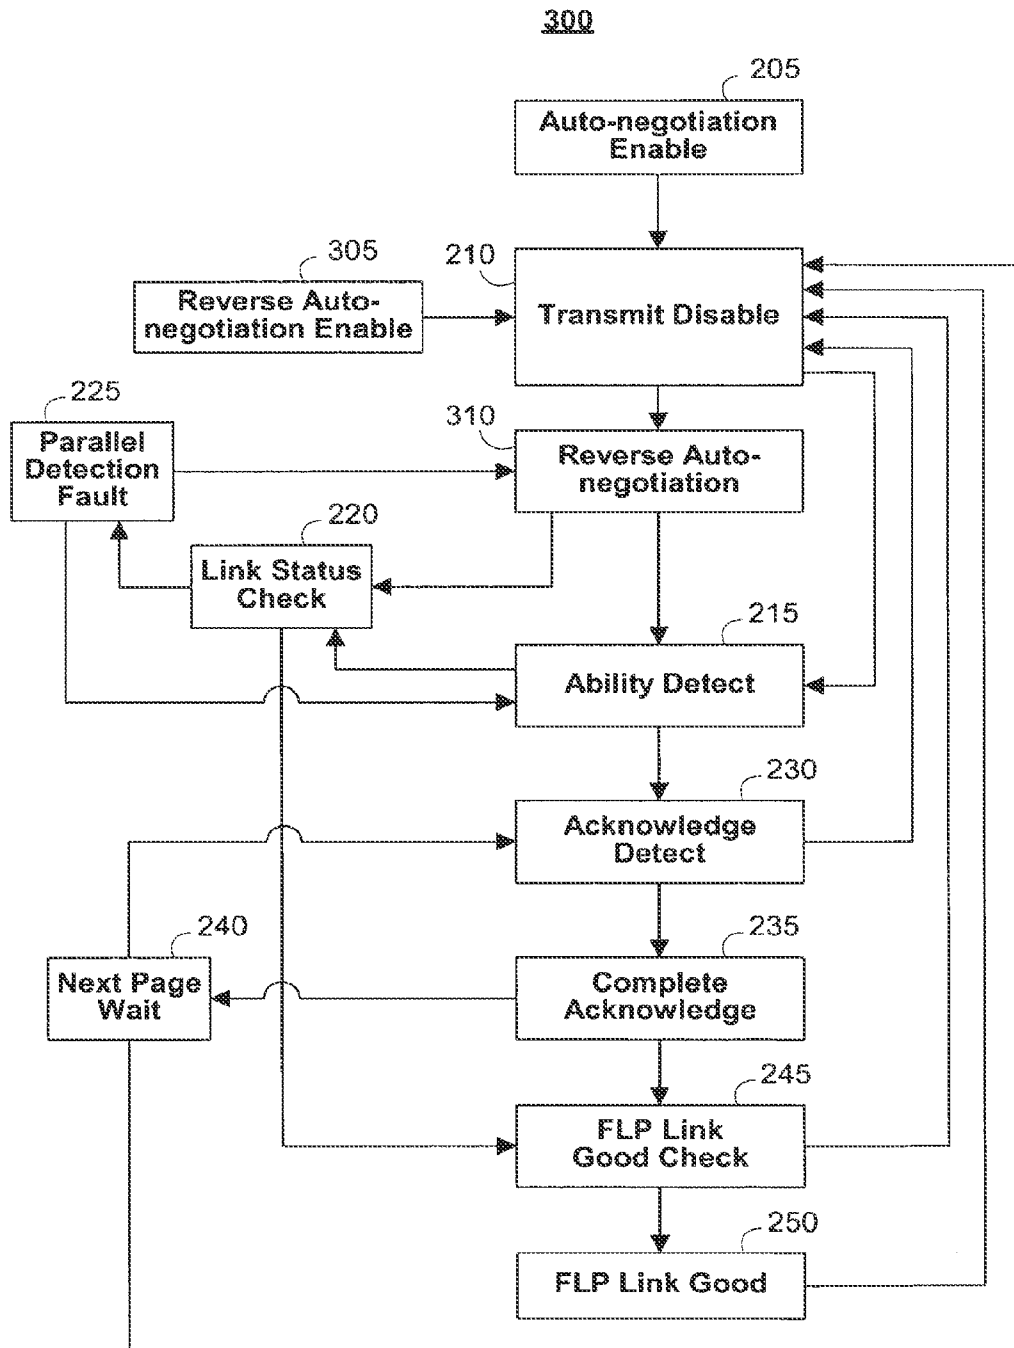 300
205
Auto-negotiation
Enable
305
210
Reverse Auto-
negotiation Enable
Transmit Disable
225
310
Parallel
Detection
Fault
Reverse Auto-
negotiation
220
Link Status
Check
215
Ability Detect
230
Acknowledge
Detect
240
235
Next Page
Wait
Complete
Acknowledge
245
FLP Link
Good Check
250
FLP Link Good